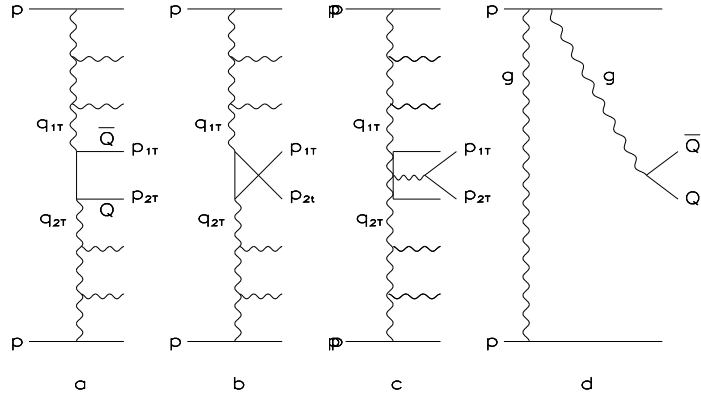 p p p p
g g
q1T q1T q1T
Q̅ p1T p1T p1T Q̅
p2T p2t p2T Q
Q
q2T q2T q2T
p p p p
a b c d